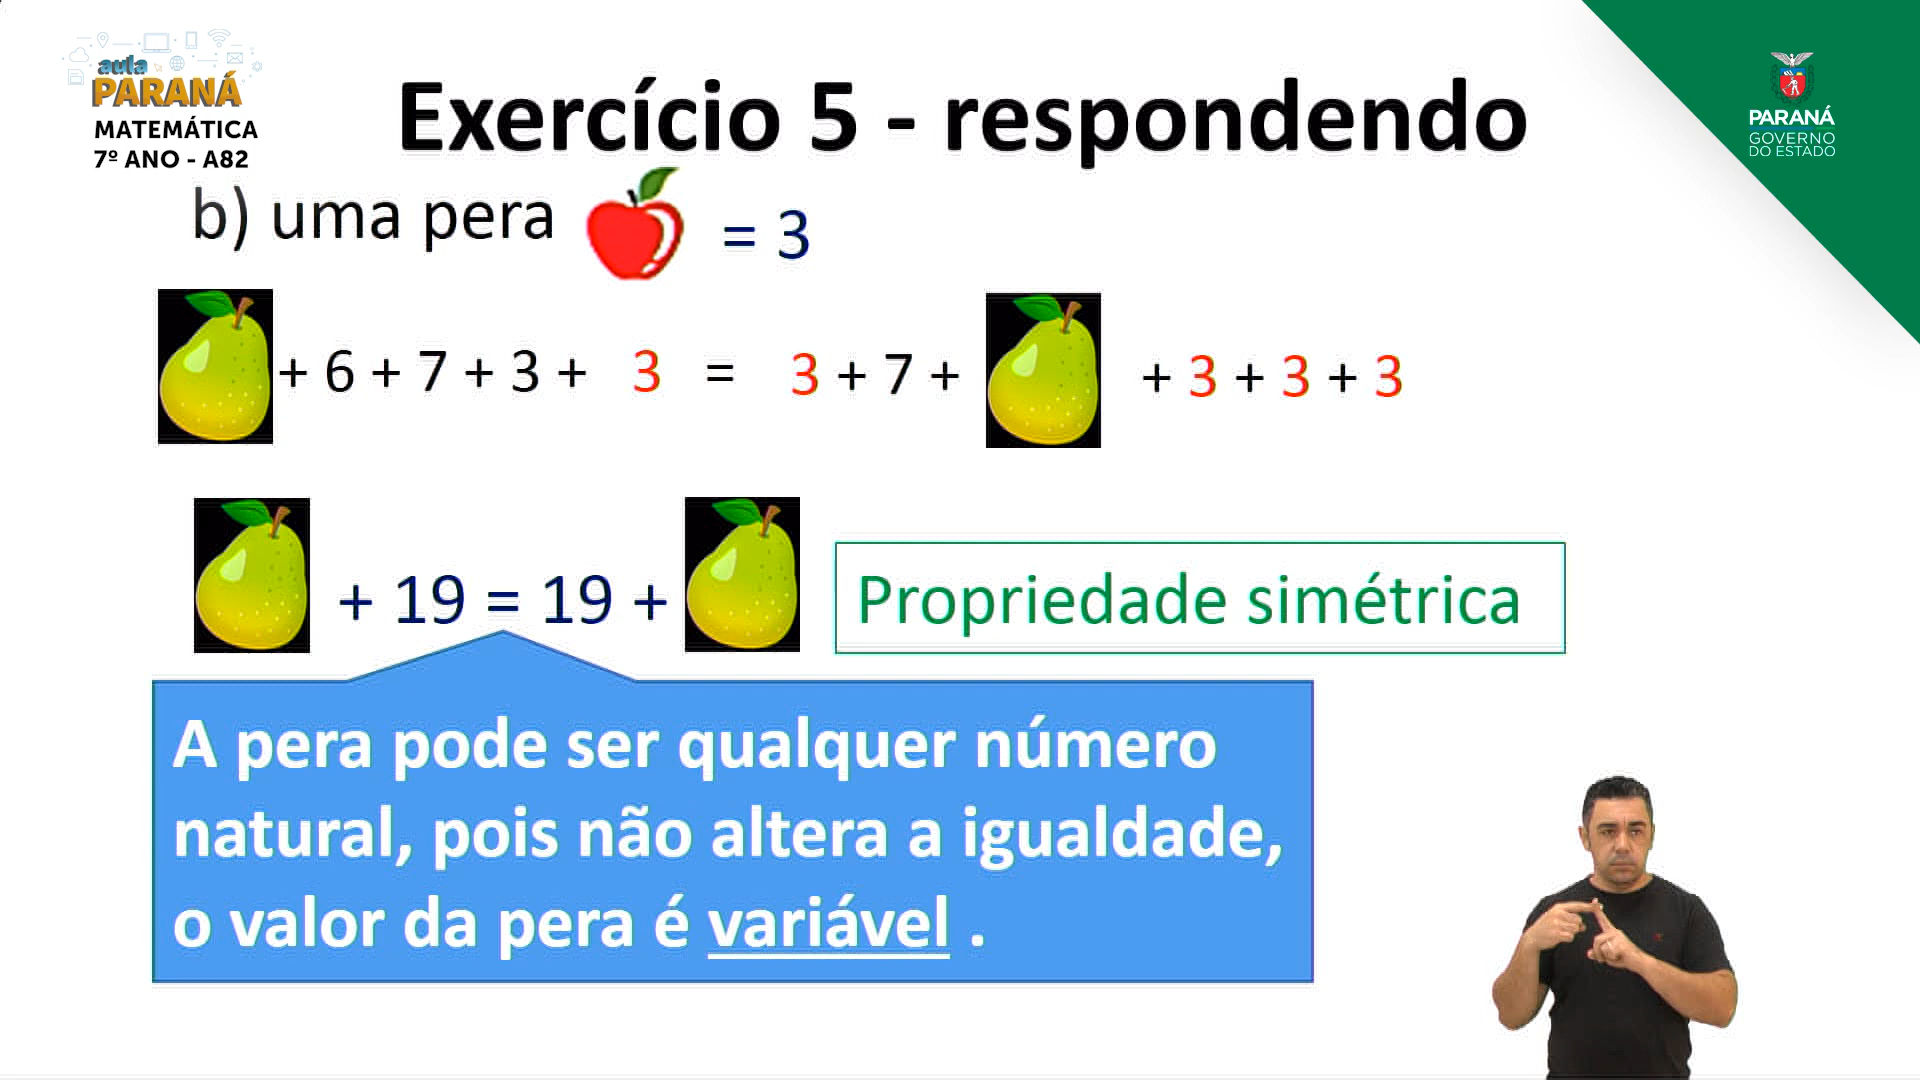 aula
PARANÁ
MATEMÁTICA
7º ANO - A82
Exercício 5 - respondendo
PARANÁ
GOVERNO
DO ESTADO
b) uma pera = 3
+ 6 + 7 + 3 + 3 = 3 + 7 + + 3 + 3 + 3
+ 19 = 19 + Propriedade simétrica
A pera pode ser qualquer número
natural, pois não altera a igualdade,
o valor da pera é variável .